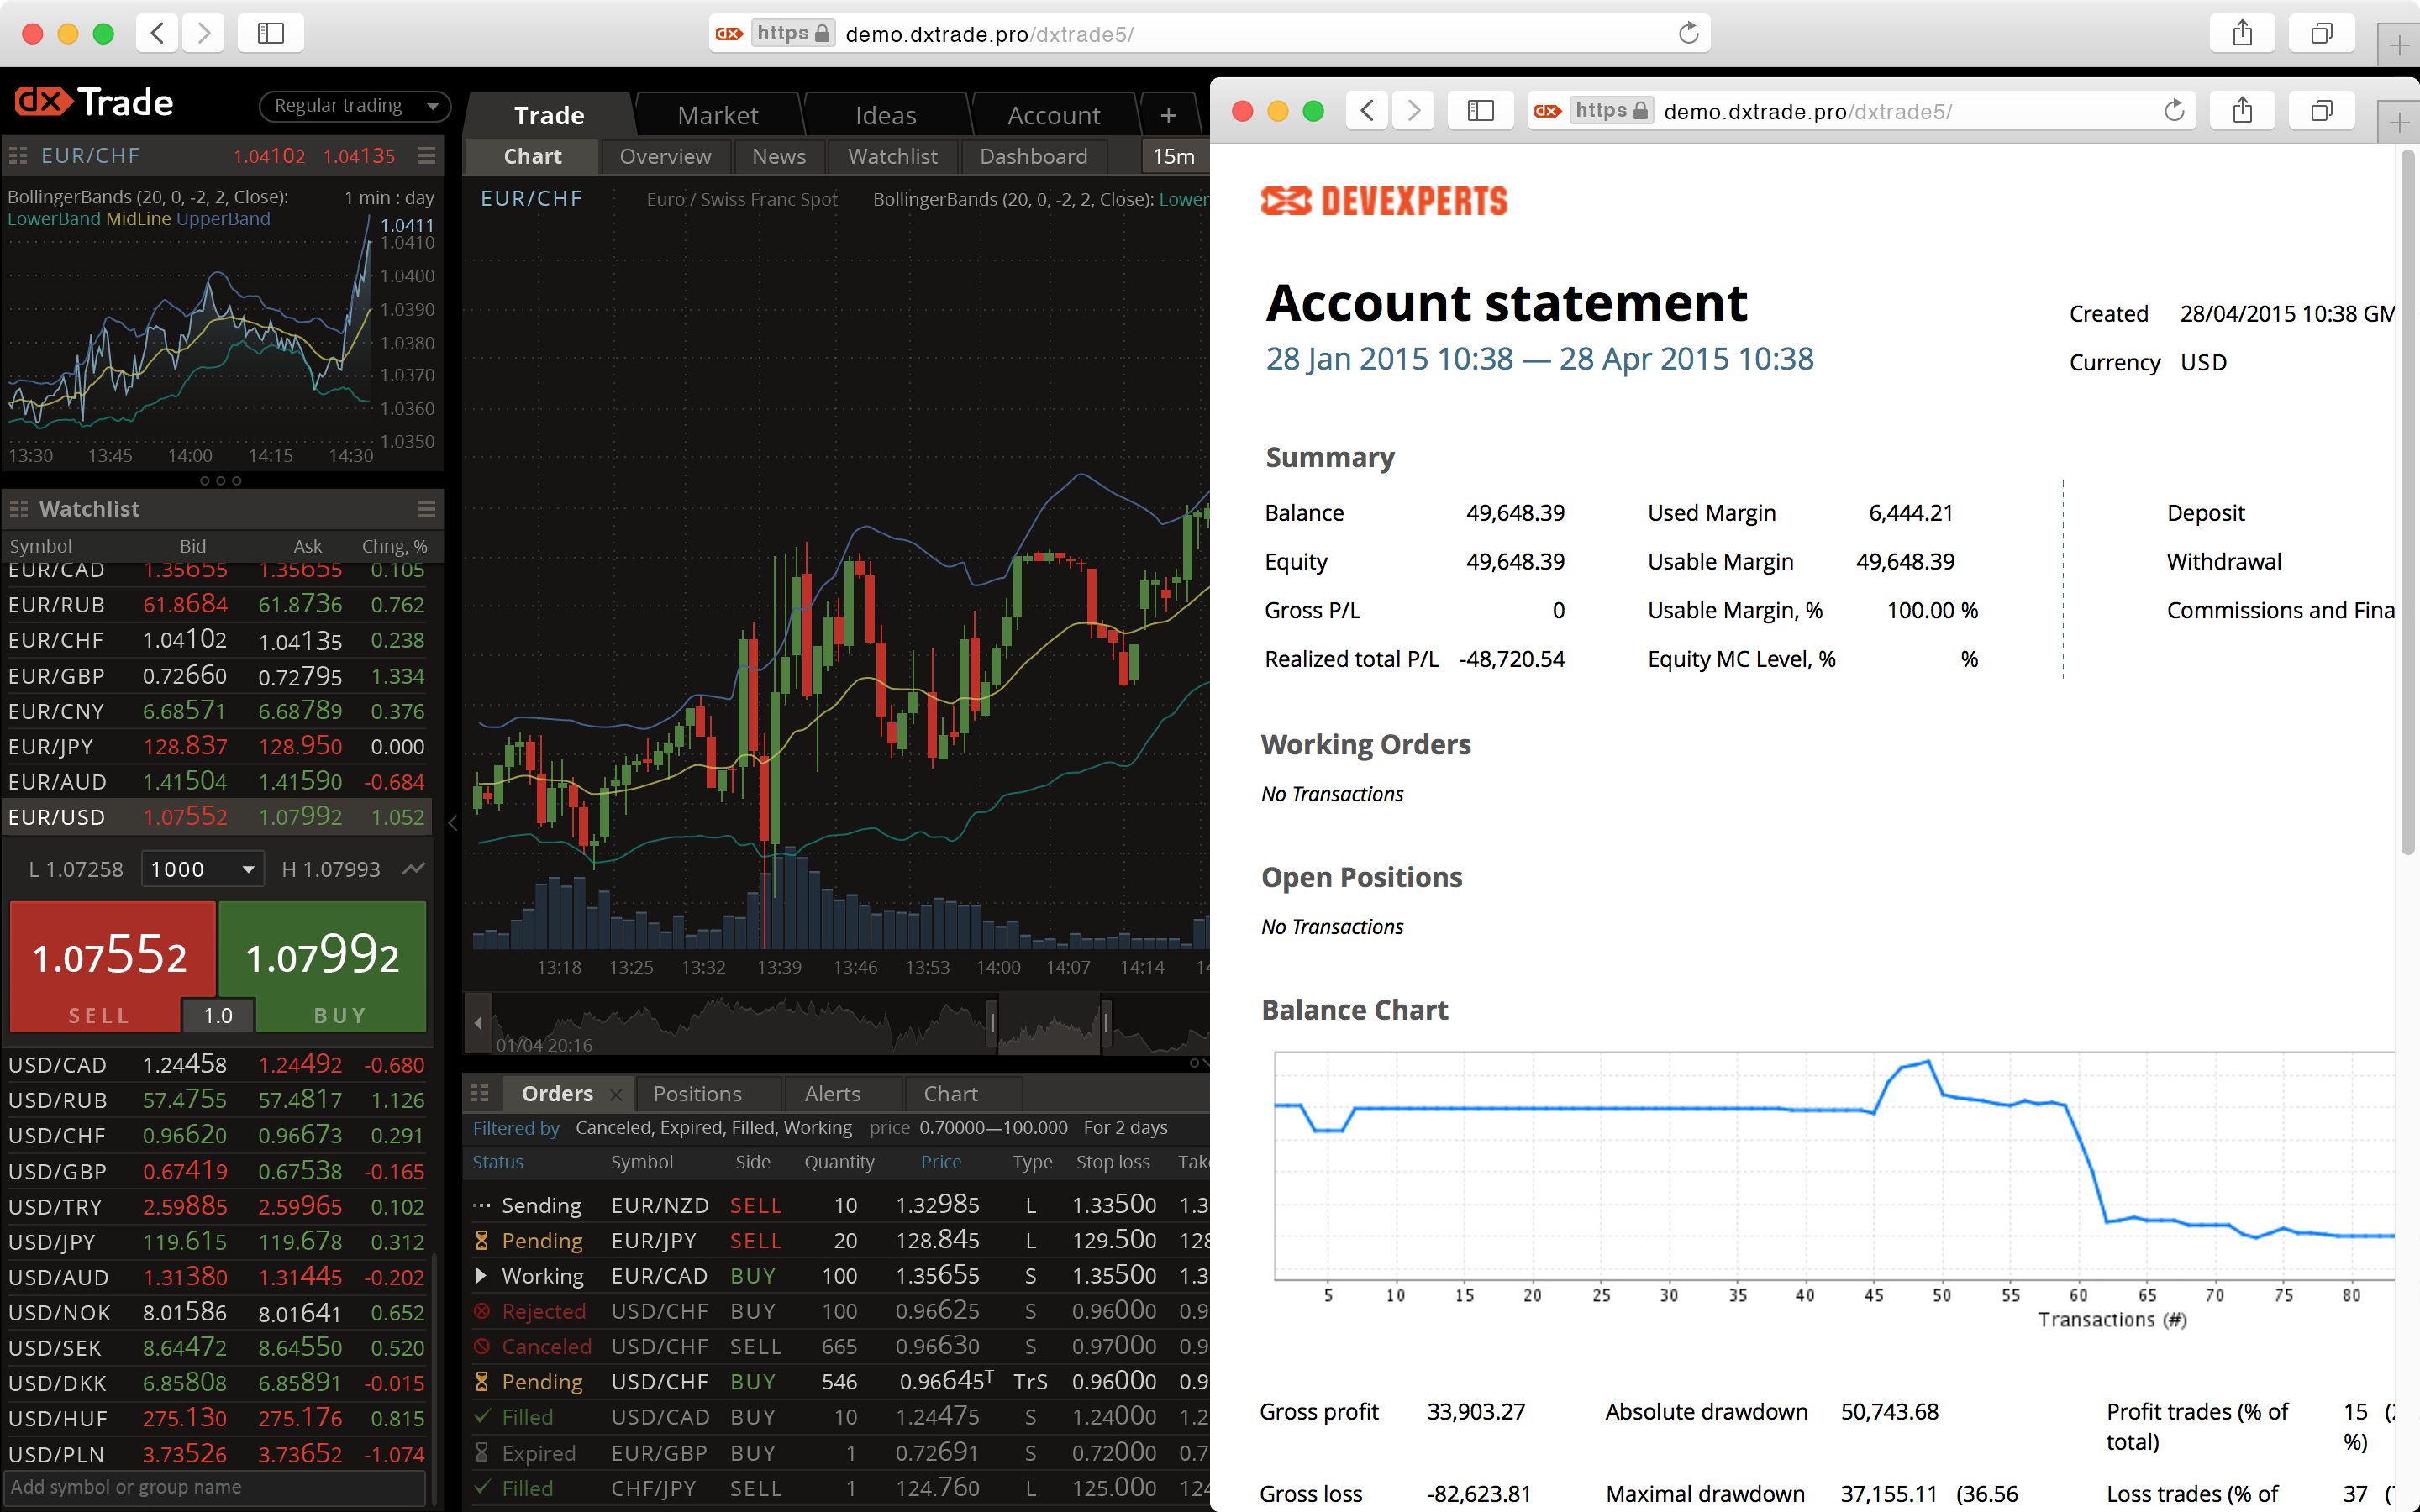 https demo.dxtrade.pro/dxtrade5/
dx Trade
Regular trading
EUR/CHF 1.04102 1.04135
BollingerBands (20, 0, -2, 2, Close): 1 min : day
LowerBand MidLine UpperBand
1.0411
1.0410
1.0400
1.0390
1.0380
1.0370
1.0360
1.0350
13:30 13:45 14:00 14:15 14:30
Watchlist
Symbol Bid Ask Chng, %
EUR/CAD 1.35655 1.35655 0.105
EUR/RUB 61.8684 61.8736 0.762
EUR/CHF 1.04102 1.04135 0.238
EUR/GBP 0.72660 0.72795 1.334
EUR/CNY 6.68571 6.68789 0.376
EUR/JPY 128.837 128.950 0.000
EUR/AUD 1.41504 1.41590 -0.684
EUR/USD 1.07552 1.07992 1.052
L 1.07258 1000 H 1.07993
1.07552 1.07992
SELL 1.0 BUY
USD/CAD 1.24458 1.24492 -0.680
USD/RUB 57.4755 57.4817 1.126
USD/CHF 0.96620 0.96673 0.291
USD/GBP 0.67419 0.67538 -0.165
USD/TRY 2.59885 2.59965 0.102
USD/JPY 119.615 119.678 0.312
USD/AUD 1.31380 1.31445 -0.202
USD/NOK 8.01586 8.01641 0.652
USD/SEK 8.64472 8.64550 0.520
USD/DKK 6.85808 6.85891 -0.015
USD/HUF 275.130 275.176 0.815
USD/PLN 3.73526 3.73652 -1.074
Add symbol or group name
Trade Market Ideas Account +
Chart Overview News Watchlist Dashboard 15m
EUR/CHF Euro / Swiss Franc Spot BollingerBands (20, 0, -2, 2, Close): Lower
13:18 13:25 13:32 13:39 13:46 13:53 14:00 14:07 14:14 14
01/04 20:16
Orders Positions Alerts Chart
Filtered by Canceled, Expired, Filled, Working price 0.70000—100.000 For 2 days
Status Symbol Side Quantity Price Type Stop loss Tak
Sending EUR/NZD SELL 10 1.32985 L 1.33500 1.3
Pending EUR/JPY SELL 20 128.845 L 129.500 128
Working EUR/CAD BUY 100 1.35655 S 1.35500 1.3
Rejected USD/CHF BUY 100 0.96625 S 0.96000 0.9
Canceled USD/CHF SELL 665 0.96630 S 0.97000 0.9
Pending USD/CHF BUY 546 0.96645T TrS 0.96000 0.9
Filled USD/CAD BUY 10 1.24475 S 1.24000 1.2
Expired EUR/GBP BUY 1 0.72691 S 0.72000 0.7
Filled CHF/JPY SELL 1 124.760 L 125.000 124
https demo.dxtrade.pro/dxtrade5/
DEVEXPERTS
Account statement
28 Jan 2015 10:38 — 28 Apr 2015 10:38
Created 28/04/2015 10:38 GM
Currency USD
Summary
Balance 49,648.39 Used Margin 6,444.21 Deposit
Equity 49,648.39 Usable Margin 49,648.39 Withdrawal
Gross P/L 0 Usable Margin, % 100.00 % Commissions and Fina
Realized total P/L -48,720.54 Equity MC Level, % %
Working Orders
No Transactions
Open Positions
No Transactions
Balance Chart
5 10 15 20 25 30 35 40 45 50 55 60 65 70 75 80
Transactions (#)
Gross profit 33,903.27 Absolute drawdown 50,743.68 Profit trades (% of 15
total) %)
Gross loss -82,623.81 Maximal drawdown 37,155.11 (36.56 Loss trades (% of 37